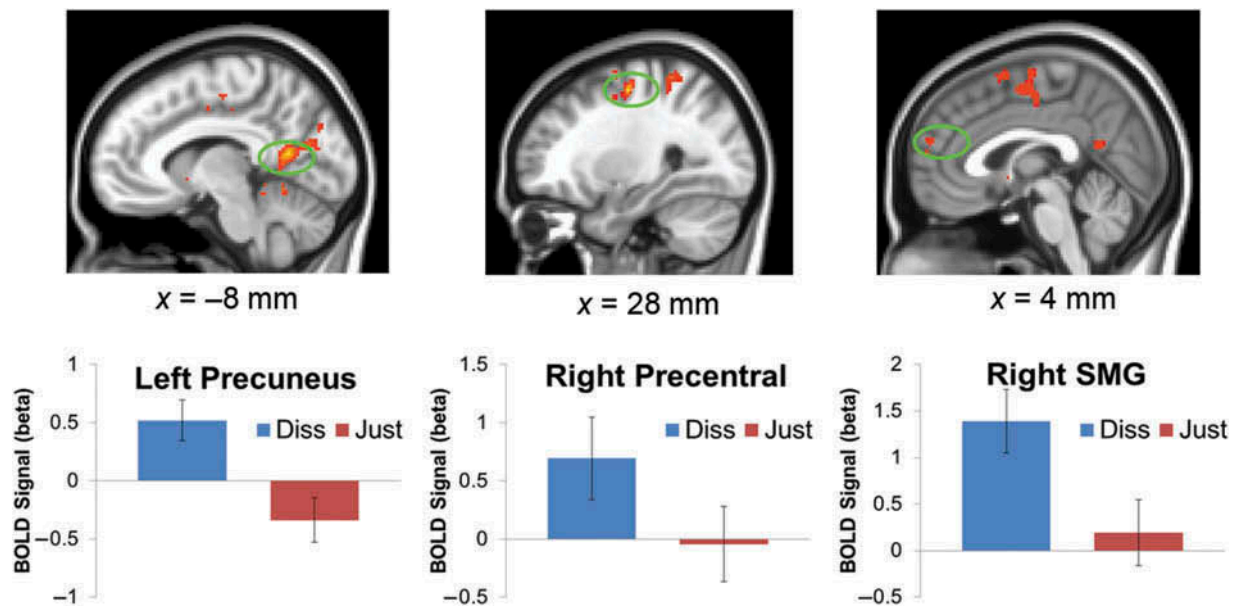 x = –8 mm
x = 28 mm
x = 4 mm
Left Precuneus
BOLD Signal (beta)
1
0.5
0
–0.5
–1
Diss
Just
Right Precentral
BOLD Signal (beta)
1.5
1
0.5
0
–0.5
Diss
Just
Right SMG
BOLD Signal (beta)
2
1.5
1
0.5
0
–0.5
Diss
Just